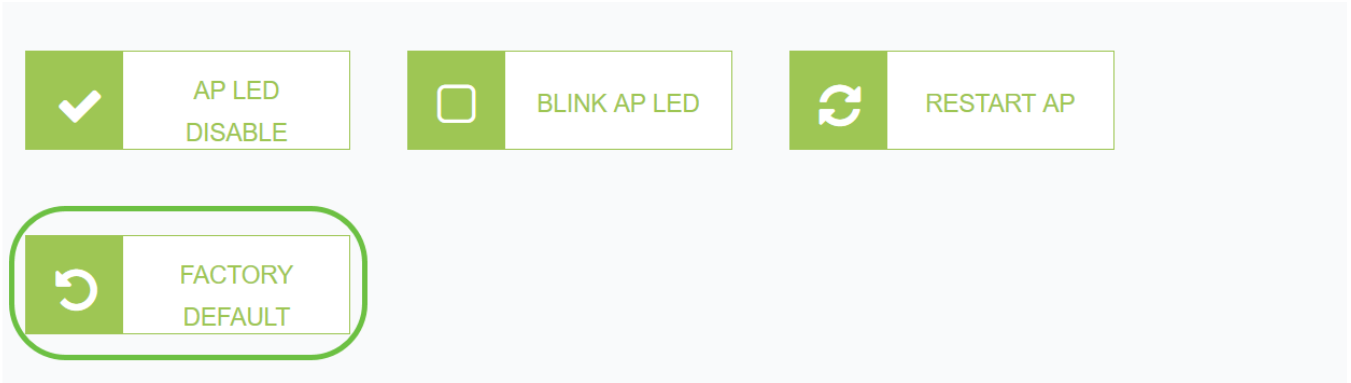 AP LED
DISABLE
BLINK AP LED
RESTART AP
FACTORY
DEFAULT